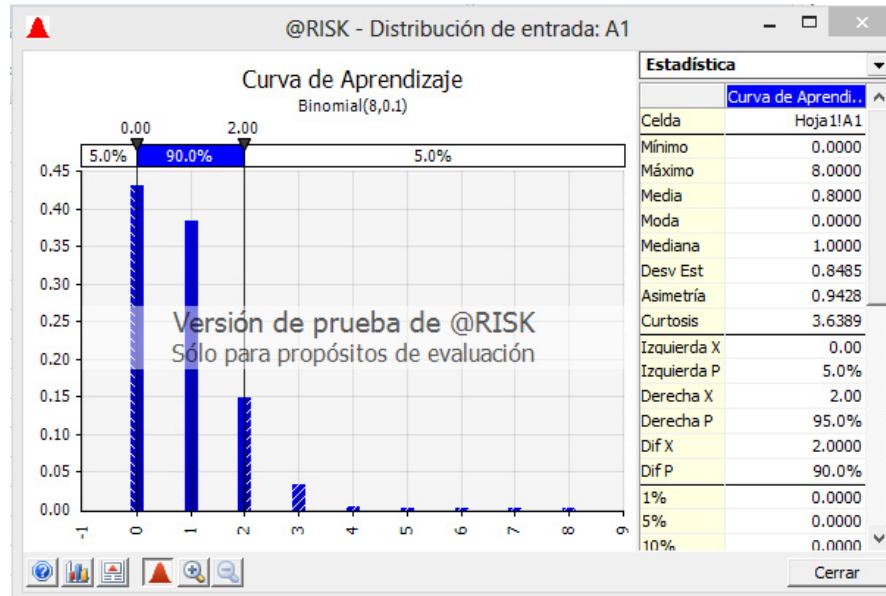 @RISK - Distribución de entrada: A1
Curva de Aprendizaje
Binomial(8,0.1)
0.00 2.00
5.0% 90.0% 5.0%
0.45
0.40
0.35
0.30
0.25
0.20
0.15
0.10
0.05
0.00
-1 0 1 2 3 4 5 6 7 8 9
Versión de prueba de @RISK
Sólo para propósitos de evaluación
Estadística
Curva de Aprendi..
Celda Hoja1!A1
Mínimo 0.0000
Máximo 8.0000
Media 0.8000
Moda 0.0000
Mediana 1.0000
Desv Est 0.8485
Asimetría 0.9428
Curtosis 3.6389
Izquierda X 0.00
Izquierda P 5.0%
Derecha X 2.00
Derecha P 95.0%
Dif X 2.0000
Dif P 90.0%
1% 0.0000
5% 0.0000
10% 0.0000
Cerrar